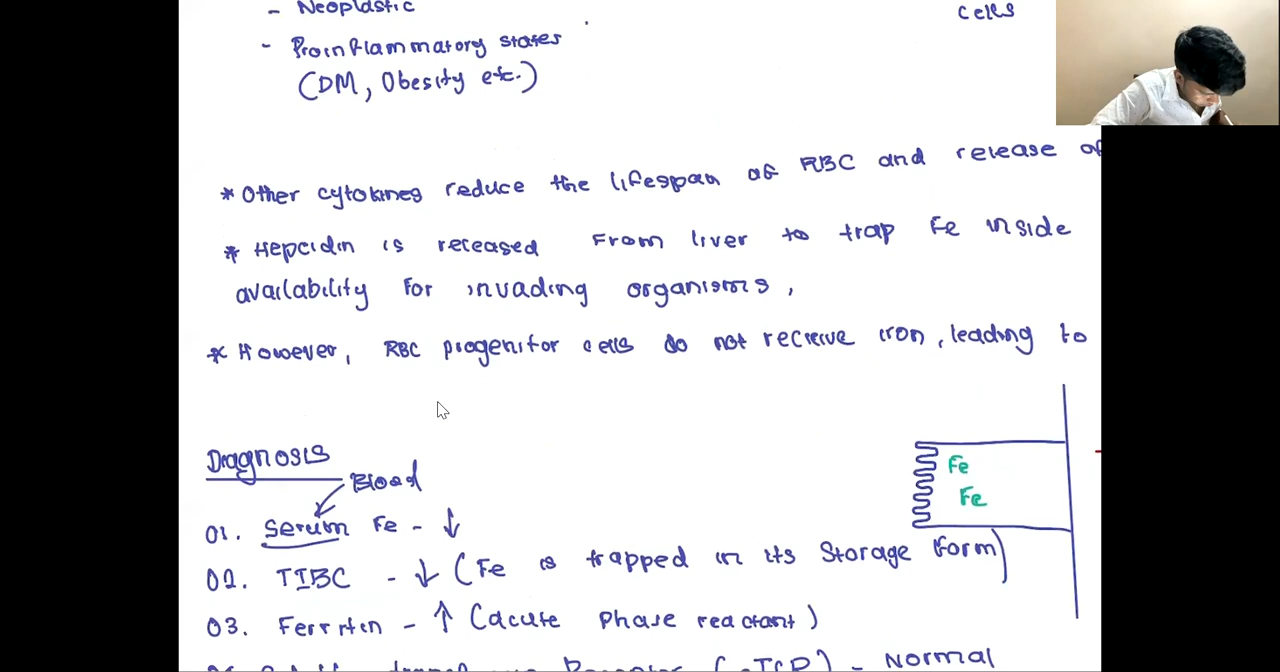 - Neoplastic
cells
- Proinflammatory states
(DM, Obesity etc.)
* Other cytokines reduce the lifespan of RBC and release of
* Hepcidin is released From liver to trap Fe inside
availability for invading organisms,
* However, RBC progenitor cells do not recieve iron, leading to
Diagnosis
Blood
Fe
Fe
01. Serum Fe - ↓
02. TIBC - ↓ (Fe is trapped in its Storage form)
03. Ferritin - ↑ (acute phase reactant)
Receptor (sTFR) - Normal